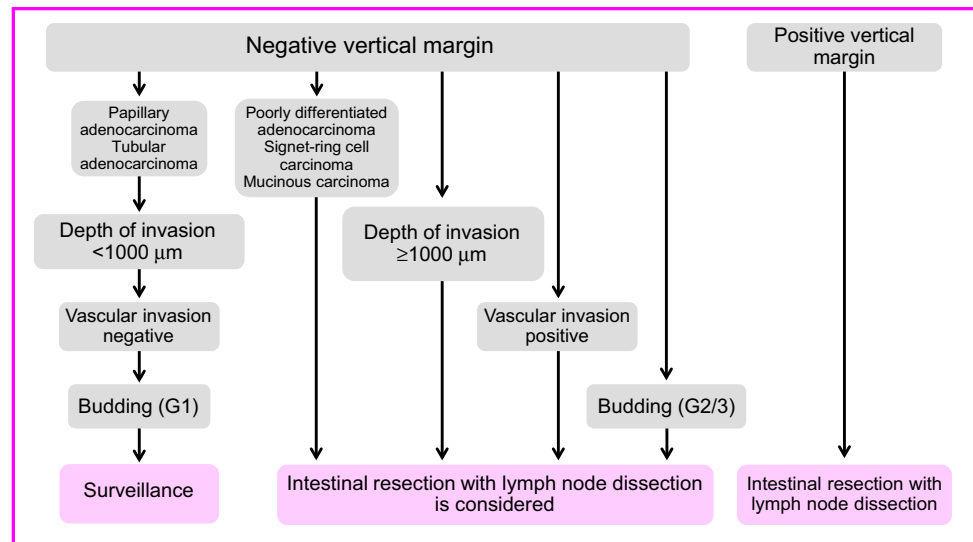 Negative vertical margin
Positive vertical
margin
Papillary
adenocarcinoma
Tubular
adenocarcinoma
Poorly differentiated
adenocarcinoma
Signet-ring cell
carcinoma
Mucinous carcinoma
Depth of invasion
<1000 μm
Depth of invasion
≥1000 μm
Vascular invasion
negative
Vascular invasion
positive
Budding (G1)
Budding (G2/3)
Surveillance
Intestinal resection with lymph node dissection
is considered
Intestinal resection with
lymph node dissection